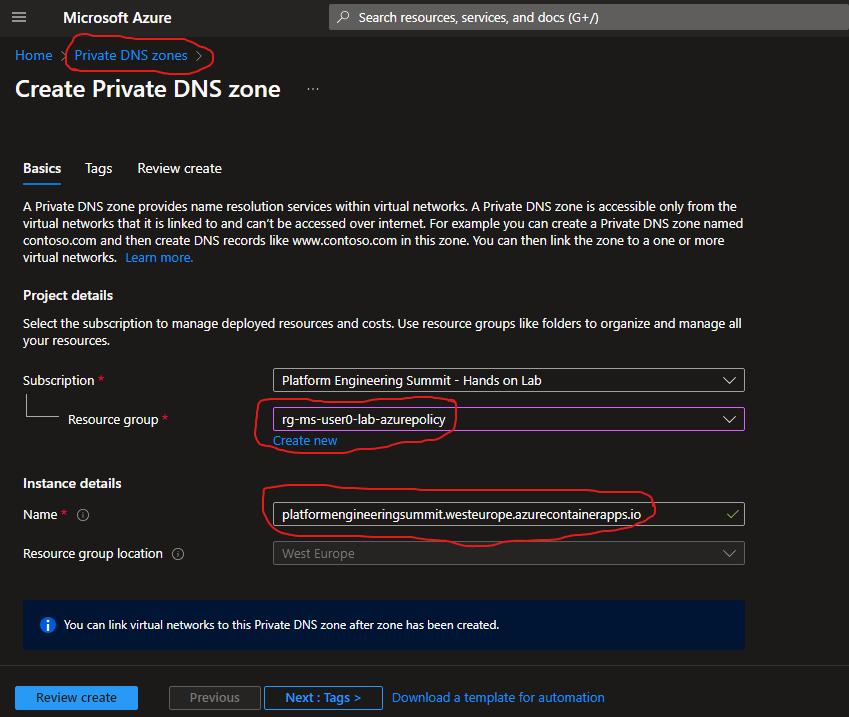 Microsoft Azure
Search resources, services, and docs (G+/)
Home > Private DNS zones >
Create Private DNS zone ...
Basics Tags Review create
A Private DNS zone provides name resolution services within virtual networks. A Private DNS zone is accessible only from the
virtual networks that it is linked to and can't be accessed over internet. For example you can create a Private DNS zone named
contoso.com and then create DNS records like www.contoso.com in this zone. You can then link the zone to a one or more
virtual networks. Learn more.
Project details
Select the subscription to manage deployed resources and costs. Use resource groups like folders to organize and manage all
your resources.
Subscription * Platform Engineering Summit - Hands on Lab
Resource group * rg-ms-user0-lab-azurepolicy
Create new
Instance details
Name * platformengineeringsummit.westeurope.azurecontainerapps.io
Resource group location West Europe
You can link virtual networks to this Private DNS zone after zone has been created.
Review create Previous Next : Tags > Download a template for automation